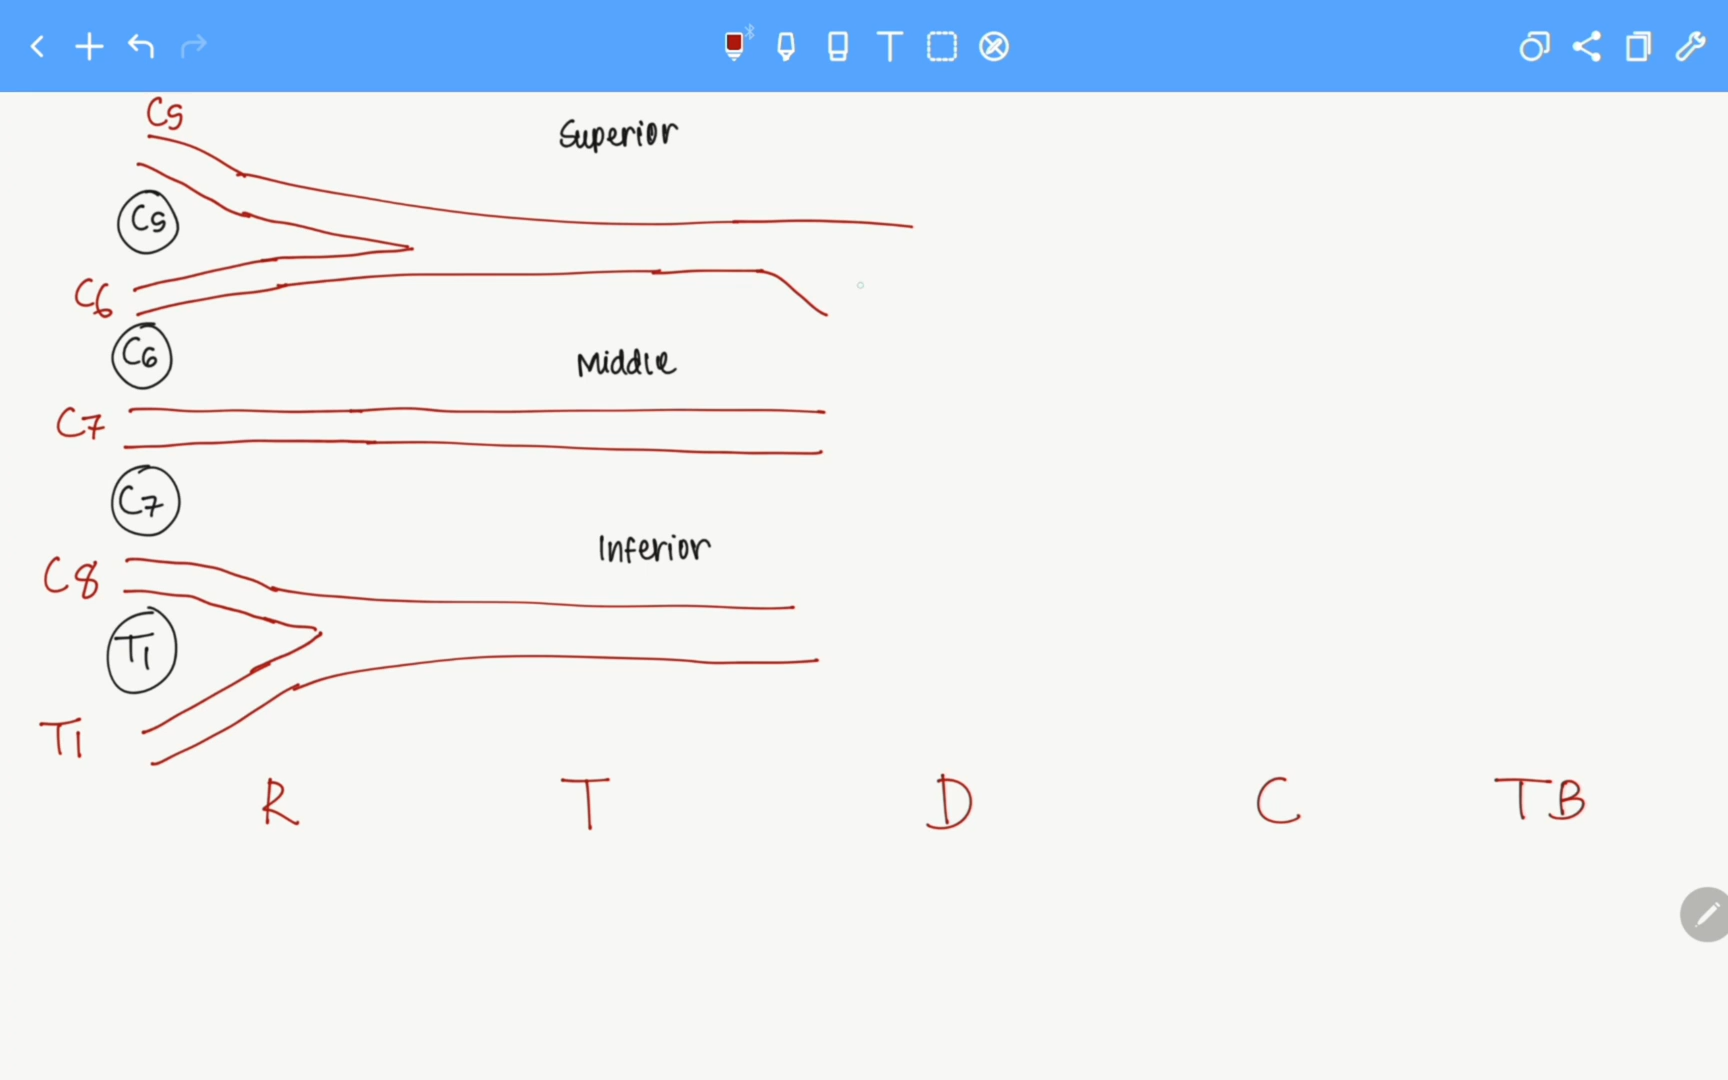 C5
Superior
C5
C6
C6
Middle
C7
C7
Inferior
C8
T1
T1
R T D C TB